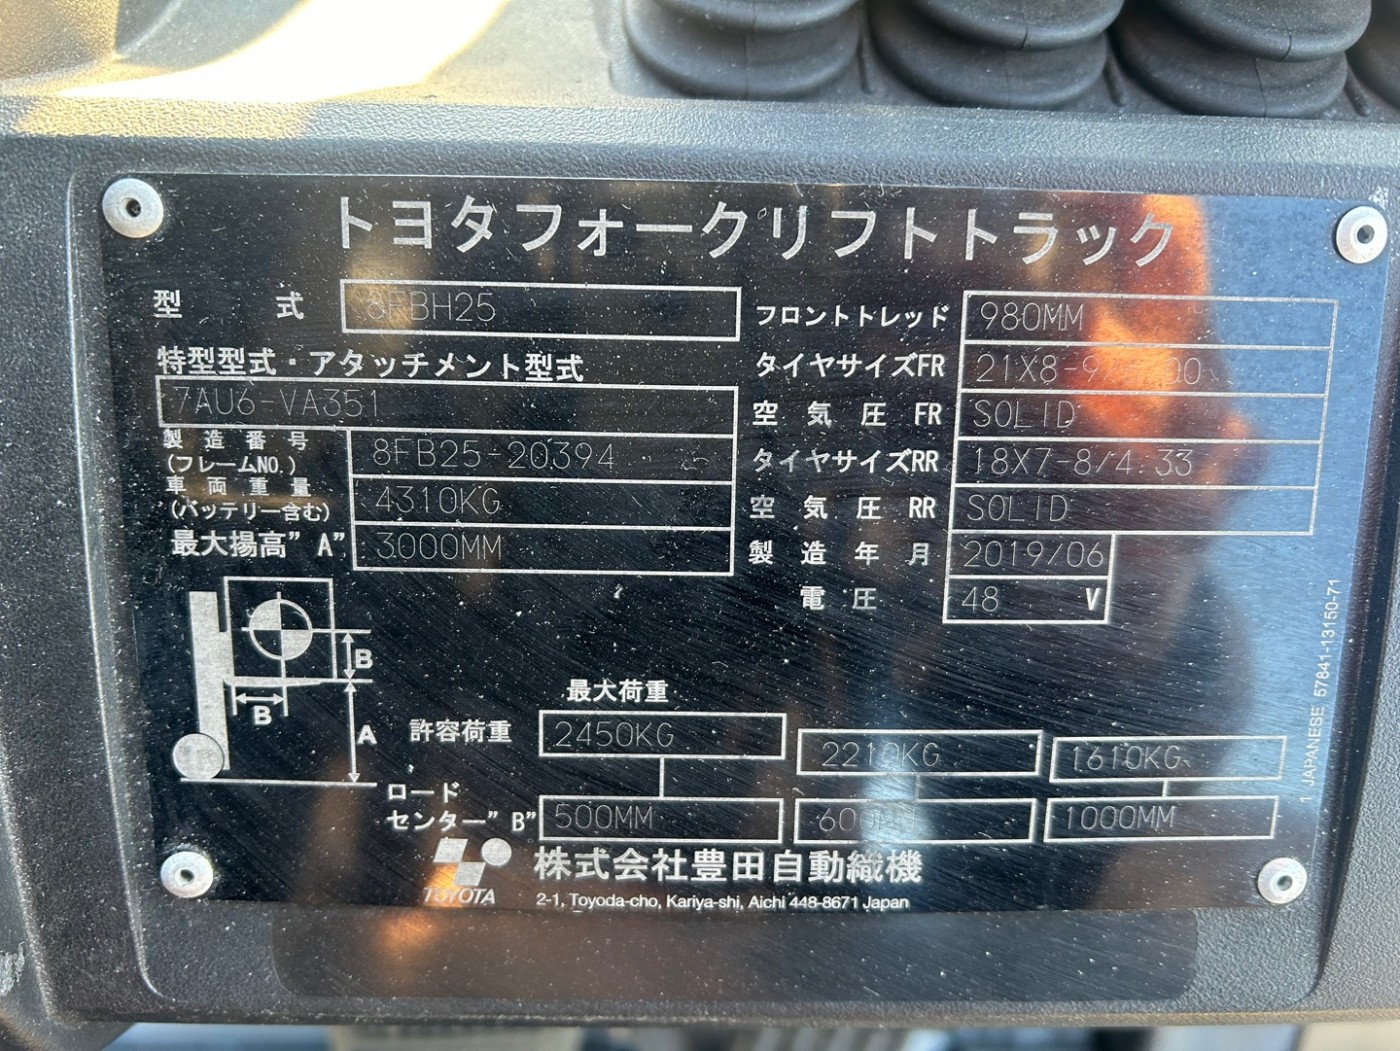 トヨタフォークリフトトラック
型式 8FBH25
特型型式・アタッチメント型式
7AU6-VA351
製造番号
(フレームNO.) 8FB25-20394
車両重量
(バッテリー含む) 4310KG
最大揚高"A" 3000MM
フロントトレッド 980MM
タイヤサイズFR 21X8-9
空気圧FR SOLID
タイヤサイズRR 18X7-8/4.33
空気圧RR SOLID
製造年月 2019/06
電圧 48 V
B
B
A
最大荷重
許容荷重 2450KG 2210KG 1610KG
ロード
センター"B" 500MM 600MM 1000MM
TOYOTA 株式会社豊田自動織機
2-1, Toyoda-cho, Kariya-shi, Aichi 448-8671 Japan
1 JAPANESE 57841-13150-71